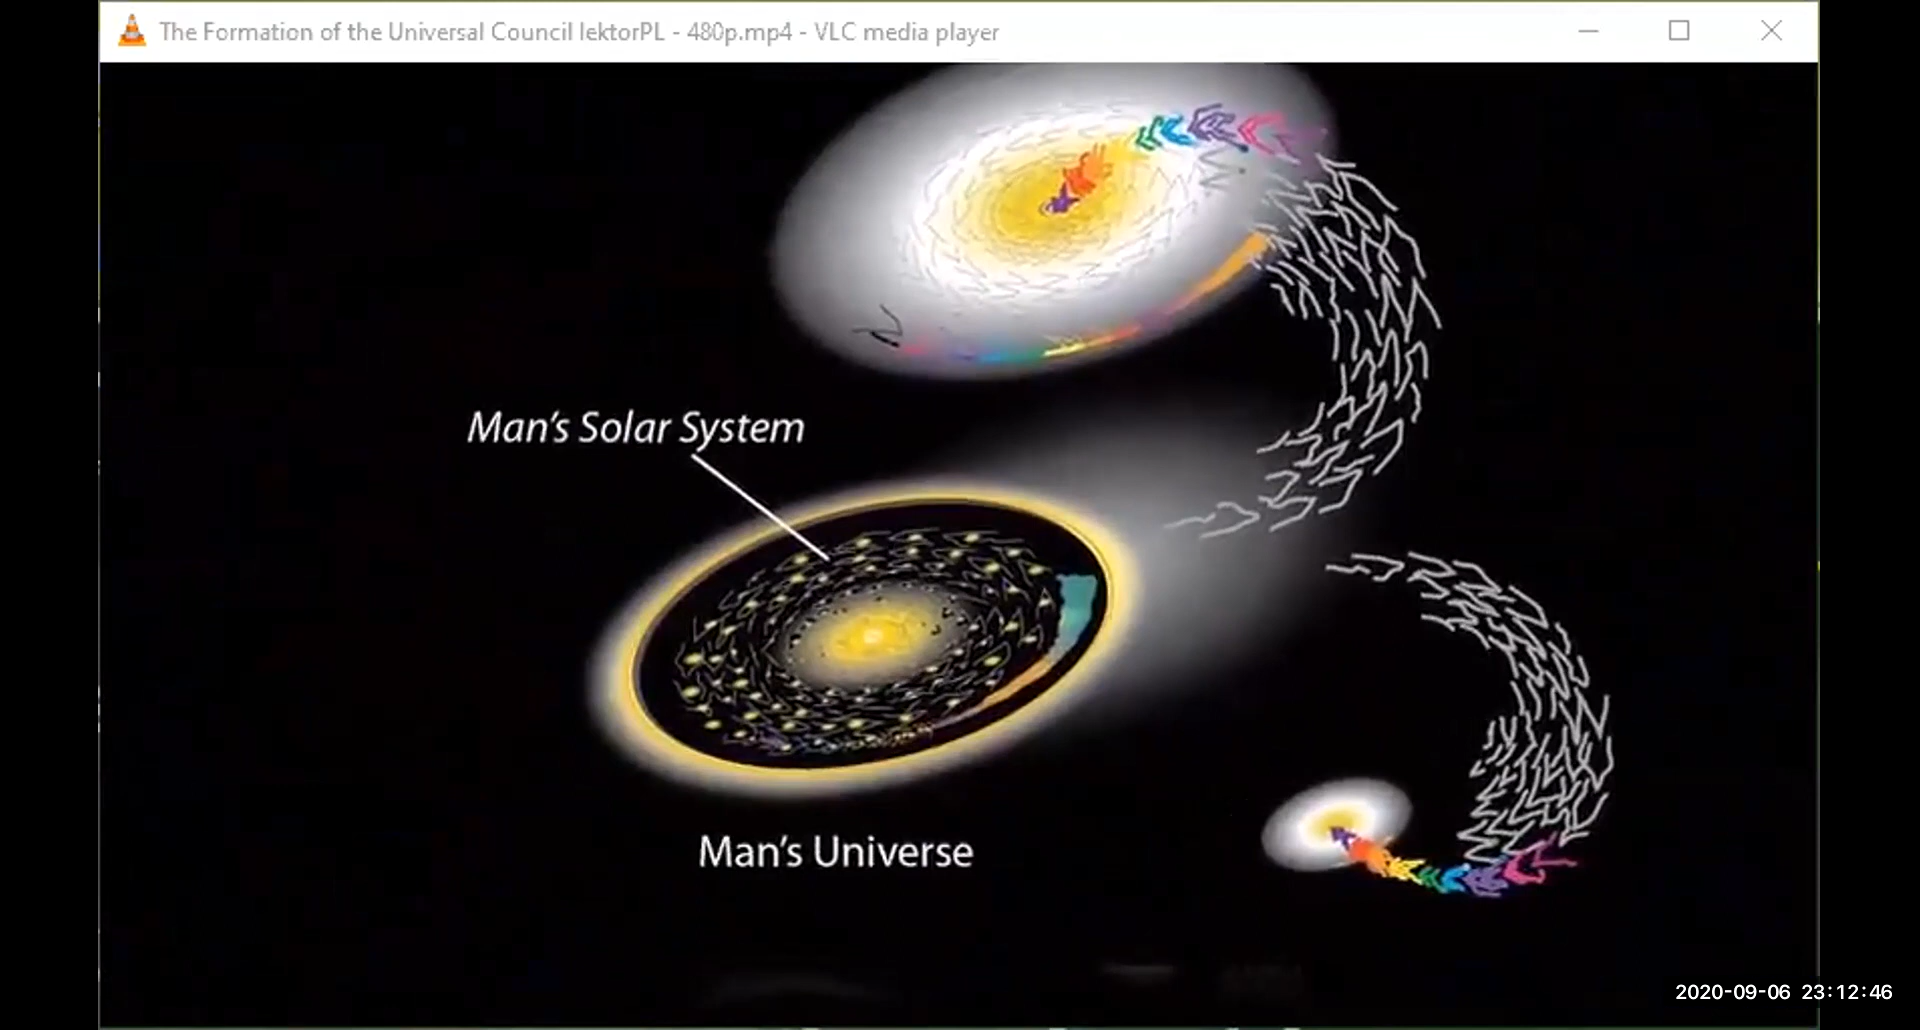 The Formation of the Universal Council lektorPL - 480p.mp4 - VLC media player
Man's Solar System
Man's Universe
2020-09-06 23:12:46